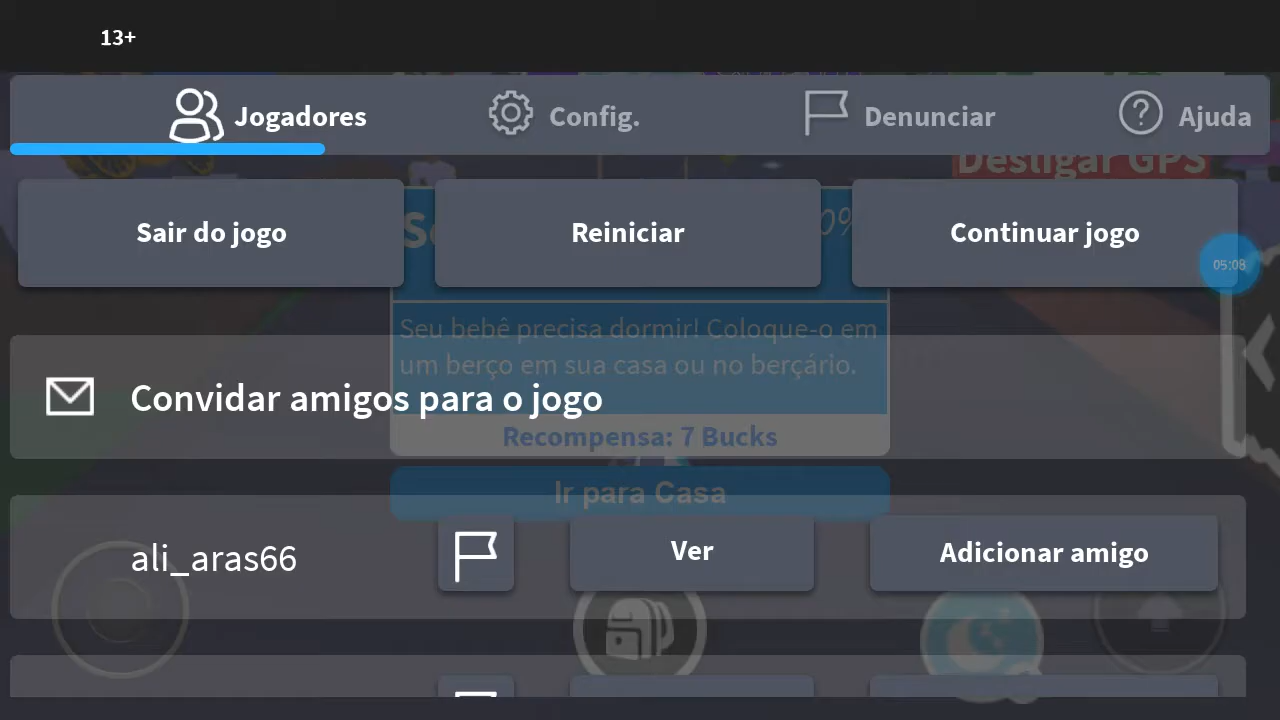 13+
Jogadores
Config.
Denunciar
Ajuda
Desligar GPS
Sair do jogo
Reiniciar
Continuar jogo
0%
05:08
Seu bebê precisa dormir! Coloque-o em
um berço em sua casa ou no berçário.
Convidar amigos para o jogo
Recompensa: 7 Bucks
Ir para Casa
ali_aras66
Ver
Adicionar amigo